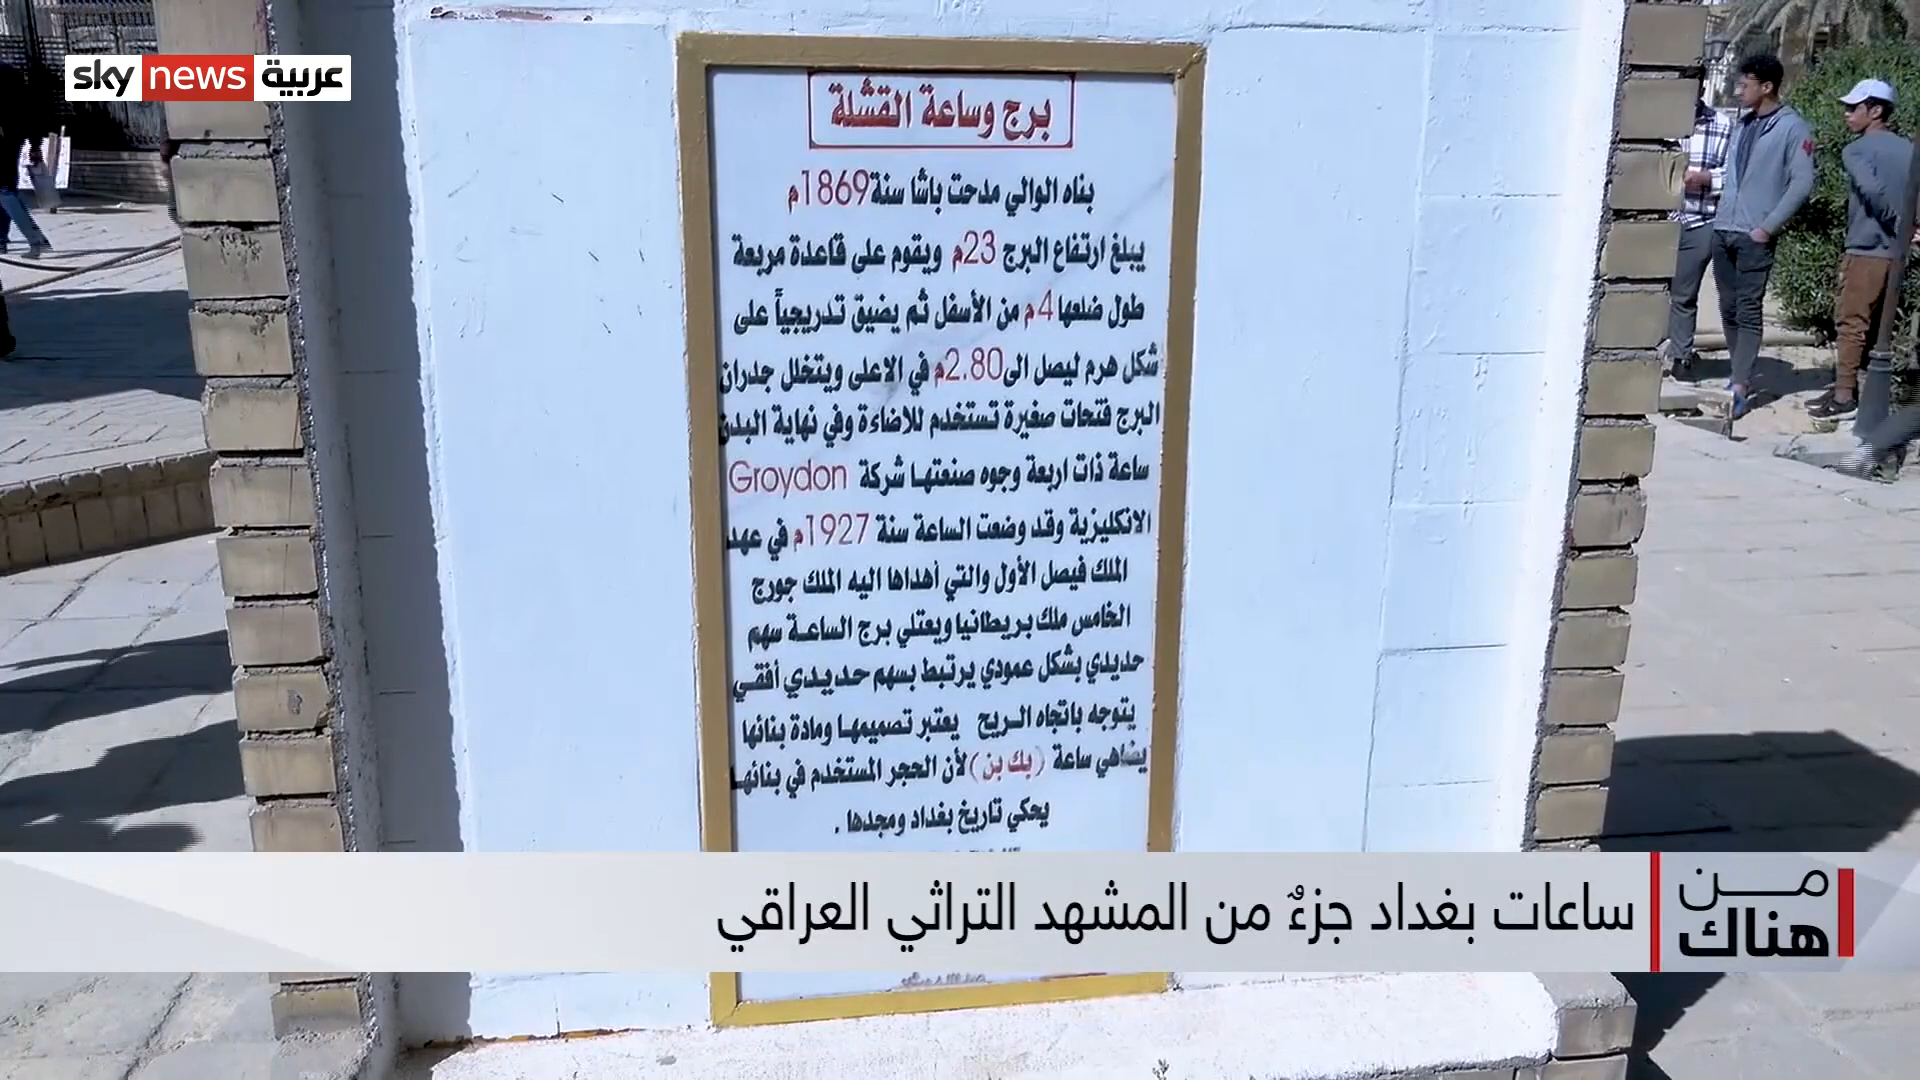 sky news عربية
برج وساعة القشلة
بناه الوالي مدحت باشا سنة 1869م
يبلغ ارتفاع البرج 23م ويقوم على قاعدة مربعة
طول ضلعها 4م من الأسفل ثم يضيق تدريجياً على
شكل هرم ليصل الى 2.80م في الاعلى ويتخلل جدران
البرج فتحات صغيرة تستخدم للاضاءة وفي نهاية البدن
ساعة ذات اربعة وجوه صنعتها شركة Groydon
الانكليزية وقد وضعت الساعة سنة 1927م في عهد
الملك فيصل الأول والتي أهداها اليه الملك جورج
الخامس ملك بريطانيا ويعتلي برج الساعة سهم
حديدي بشكل عمودي يرتبط بسهم حديدي أفقي
يتوجه باتجاه الريح يعتبر تصميمها ومادة بنائها
يضاهي ساعة (بك بن) لأن الحجر المستخدم في بنائها
يحكي تاريخ بغداد ومجدها .
من هناك
ساعات بغداد جزءٌ من المشهد التراثي العراقي